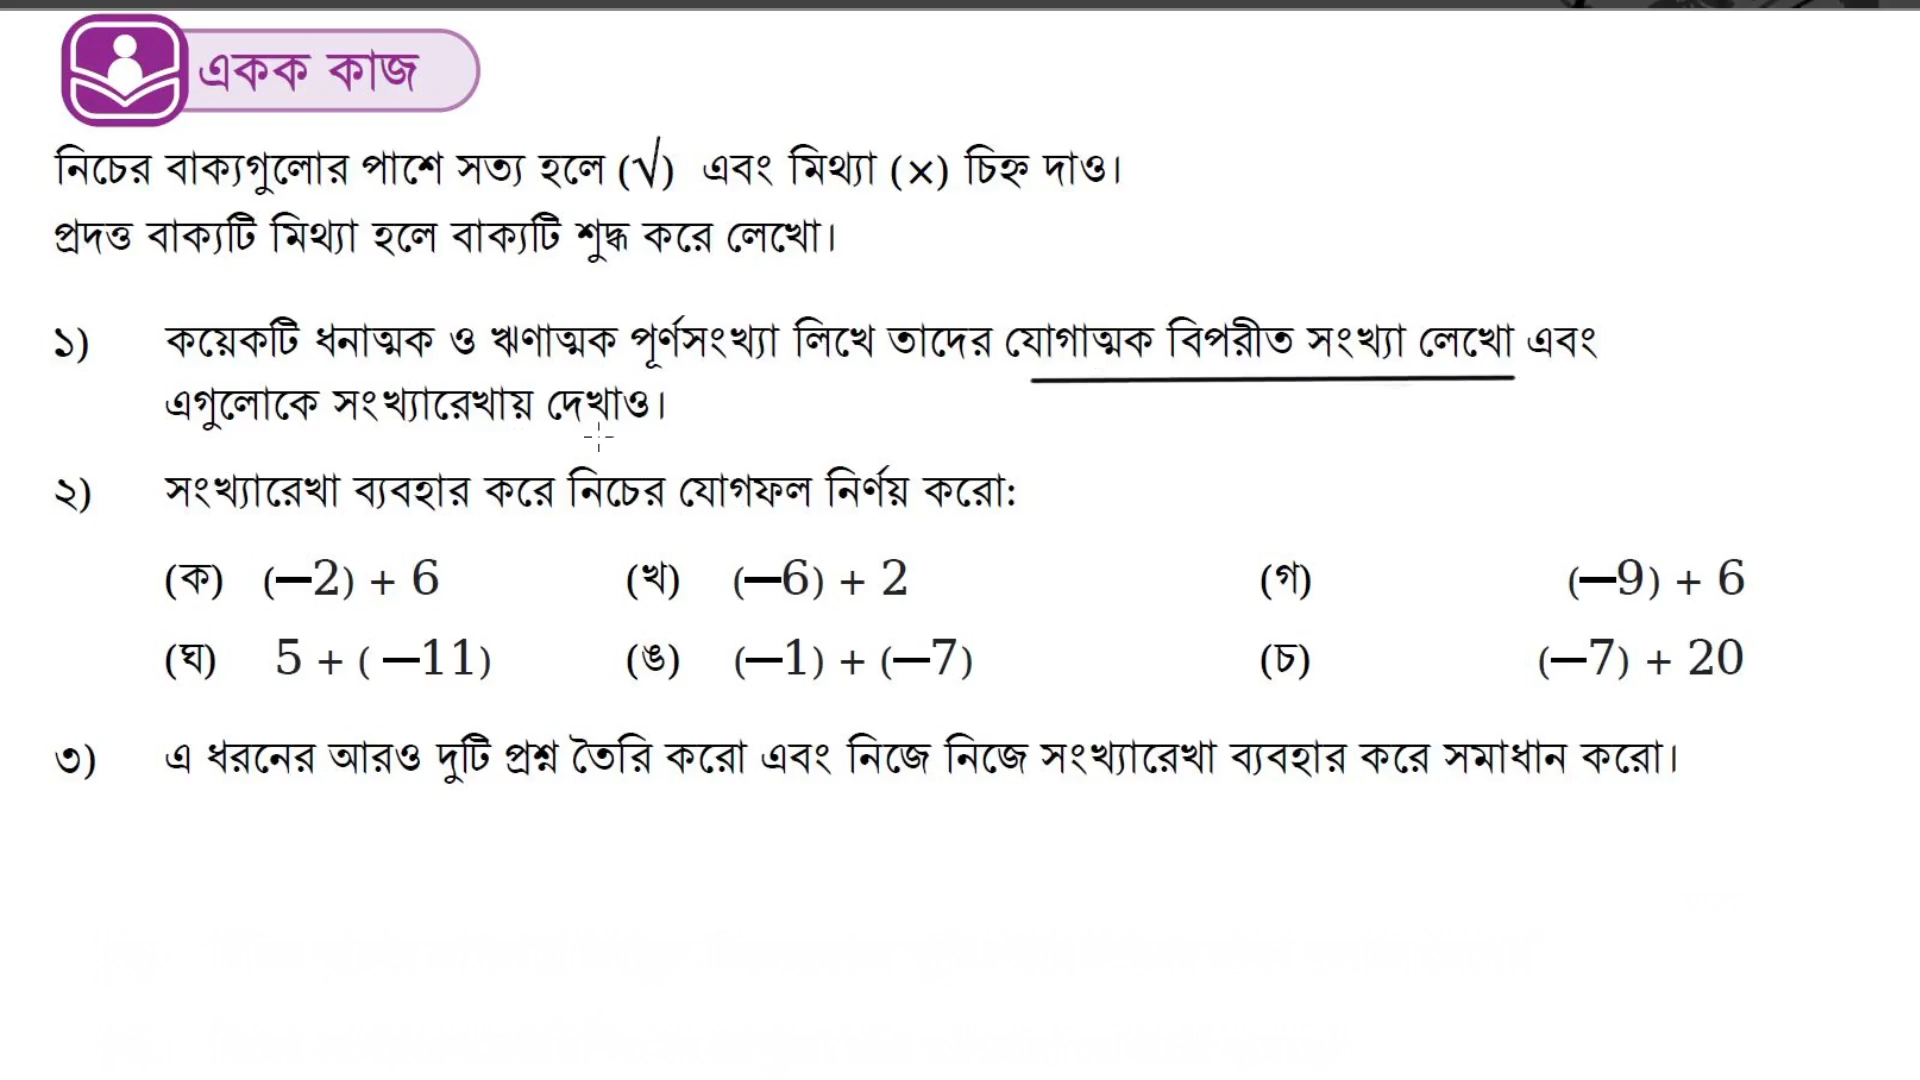 একক কাজ
নিচের বাক্যগুলোর পাশে সত্য হলে (√) এবং মিথ্যা (×) চিহ্ন দাও।
প্রদত্ত বাক্যটি মিথ্যা হলে বাক্যটি শুদ্ধ করে লেখো।
১) কয়েকটি ধনাত্মক ও ঋণাত্মক পূর্ণসংখ্যা লিখে তাদের যোগাত্মক বিপরীত সংখ্যা লেখো এবং
এগুলোকে সংখ্যারেখায় দেখাও।
২) সংখ্যারেখা ব্যবহার করে নিচের যোগফল নির্ণয় করো:
(ক) (−2) + 6 (খ) (−6) + 2 (গ) (−9) + 6
(ঘ) 5 + ( −11) (ঙ) (−1) + (−7) (চ) (−7) + 20
৩) এ ধরনের আরও দুটি প্রশ্ন তৈরি করো এবং নিজে নিজে সংখ্যারেখা ব্যবহার করে সমাধান করো।